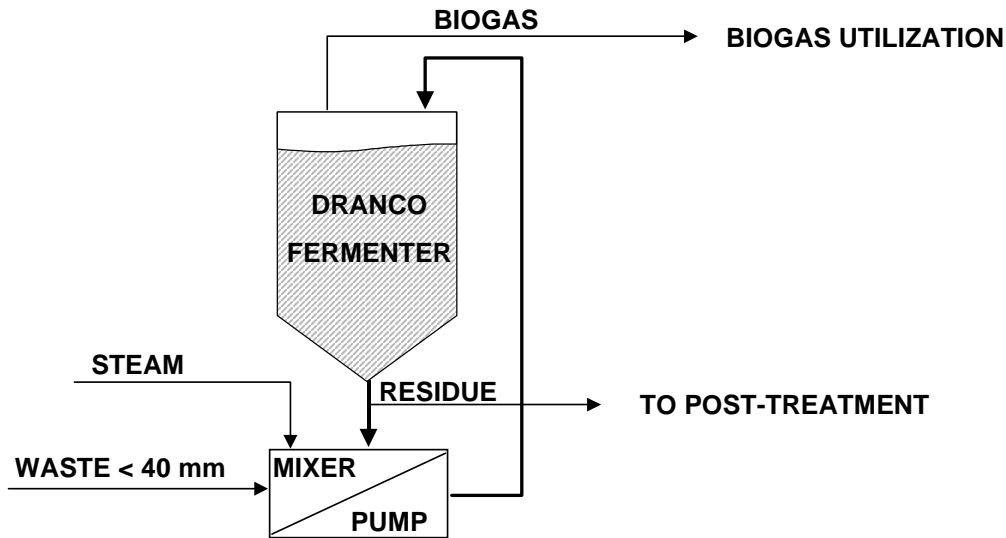 BIOGAS
BIOGAS UTILIZATION
DRANCO
FERMENTER
STEAM
RESIDUE
TO POST-TREATMENT
WASTE < 40 mm
MIXER
PUMP